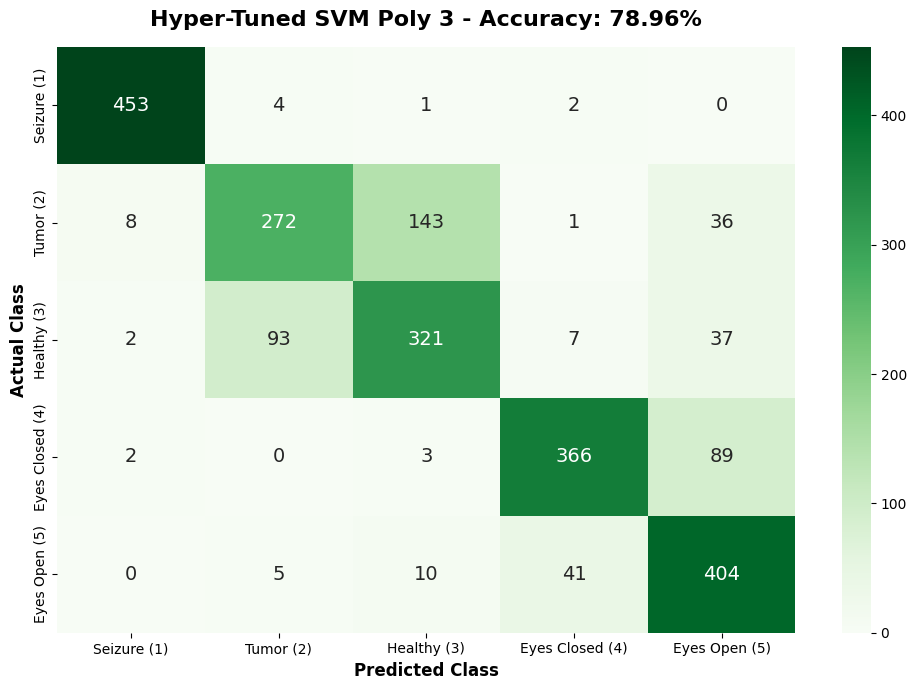 Hyper-Tuned SVM Poly 3 - Accuracy: 78.96%
Actual Class
Seizure (1)
453 4 1 2 0
Tumor (2)
8 272 143 1 36
Healthy (3)
2 93 321 7 37
Eyes Closed (4)
2 0 3 366 89
Eyes Open (5)
0 5 10 41 404
Seizure (1) Tumor (2) Healthy (3) Eyes Closed (4) Eyes Open (5)
Predicted Class
400
300
200
100
0